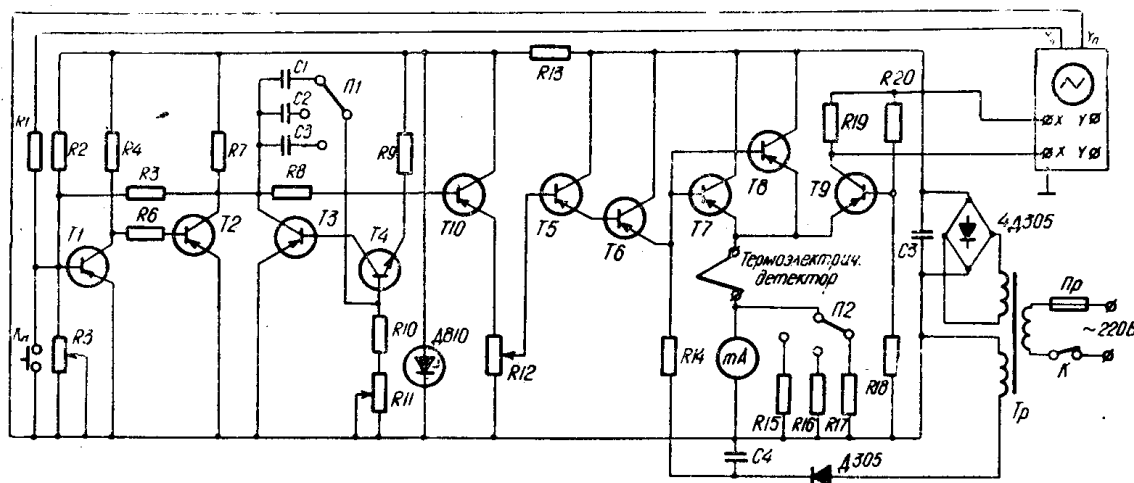 Yп
R13
C1
П1
C2
C3
R20
R1
R2
R4
R7
R9
R19
X Y
X Y
R3
R8
R6
T1
T2
T3
T4
T10
T5
T6
T7
T8
T9
C3
4Д305
Термоэлектрич.
детектор
Пр
~220В
К
Тр
П2
Кп
R3
R10
R11
Д810
R12
R14
mA
R15
R16
R17
R18
C4
Д305